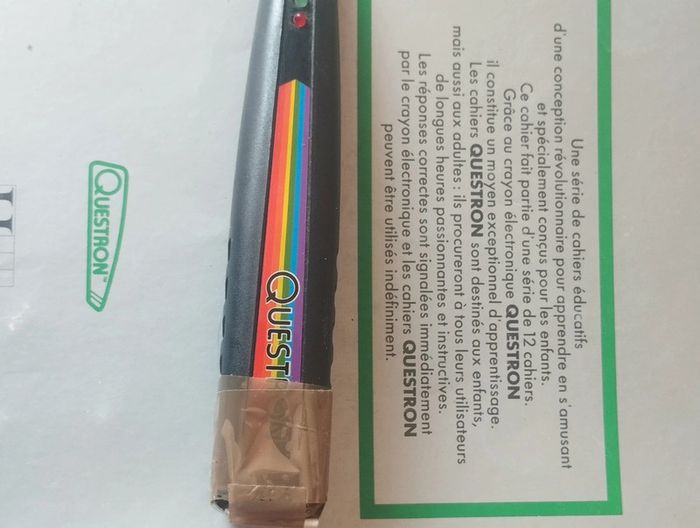 Une série de cahiers éducatifs
d'une conception révolutionnaire pour apprendre en s'amusant
et spécialement conçus pour les enfants.
Ce cahier fait partie d'une série de 12 cahiers.
Grâce au crayon électronique QUESTRON
il constitue un moyen exceptionnel d'apprentissage.
Les cahiers QUESTRON sont destinés aux enfants,
mais aussi aux adultes : ils procureront à tous leurs utilisateurs
de longues heures passionnantes et instructives.
Les réponses correctes sont signalées immédiatement
par le crayon électronique et les cahiers QUESTRON
peuvent être utilisés indéfiniment.
QUEST
QUESTRON™